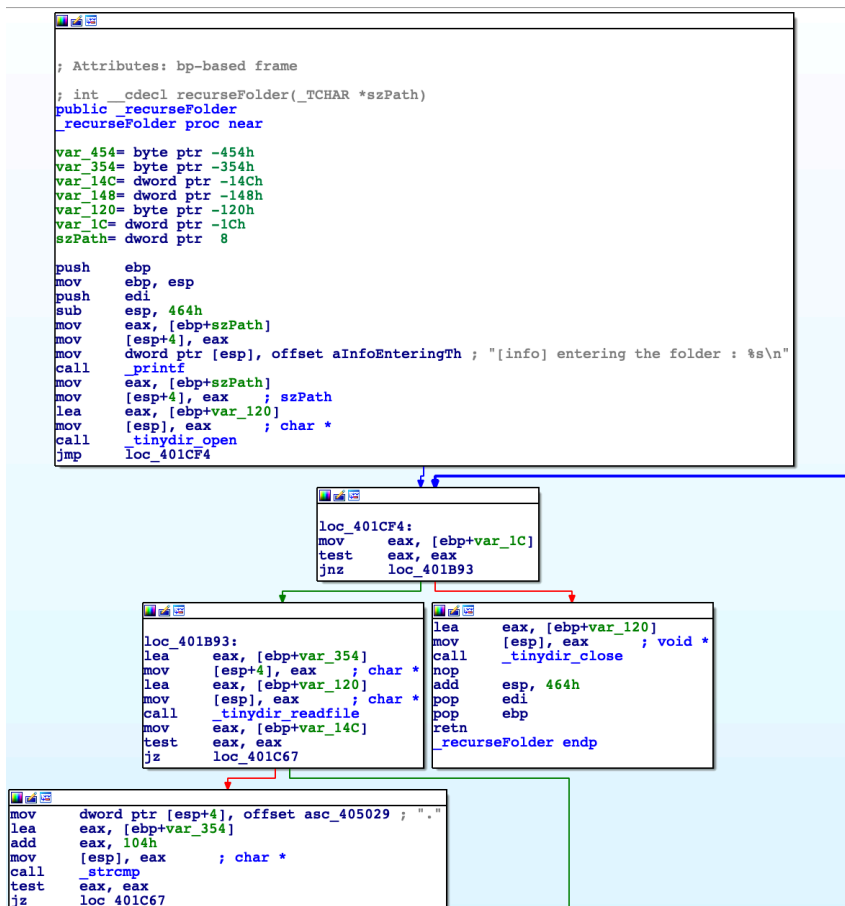 ; Attributes: bp-based frame
; int __cdecl recurseFolder(_TCHAR *szPath)
public _recurseFolder
_recurseFolder proc near
var_454= byte ptr -454h
var_354= byte ptr -354h
var_14C= dword ptr -14Ch
var_148= dword ptr -148h
var_120= byte ptr -120h
var_1C= dword ptr -1Ch
szPath= dword ptr  8
push    ebp
mov     ebp, esp
push    edi
sub     esp, 464h
mov     eax, [ebp+szPath]
mov     [esp+4], eax
mov     dword ptr [esp], offset aInfoEnteringTh ; "[info] entering the folder : %s\n"
call    _printf
mov     eax, [ebp+szPath]
mov     [esp+4], eax    ; szPath
lea     eax, [ebp+var_120]
mov     [esp], eax      ; char *
call    _tinydir_open
jmp     loc_401CF4
loc_401CF4:
mov     eax, [ebp+var_1C]
test    eax, eax
jnz     loc_401B93
loc_401B93:
lea     eax, [ebp+var_354]
mov     [esp+4], eax    ; char *
lea     eax, [ebp+var_120]
mov     [esp], eax      ; char *
call    _tinydir_readfile
mov     eax, [ebp+var_14C]
test    eax, eax
jz      loc_401C67
lea     eax, [ebp+var_120]
mov     [esp], eax      ; void *
call    _tinydir_close
nop
add     esp, 464h
pop     edi
pop     ebp
retn
_recurseFolder endp
mov     dword ptr [esp+4], offset asc_405029 ; "."
lea     eax, [ebp+var_354]
add     eax, 104h
mov     [esp], eax      ; char *
call    _strcmp
test    eax, eax
jz      loc_401C67